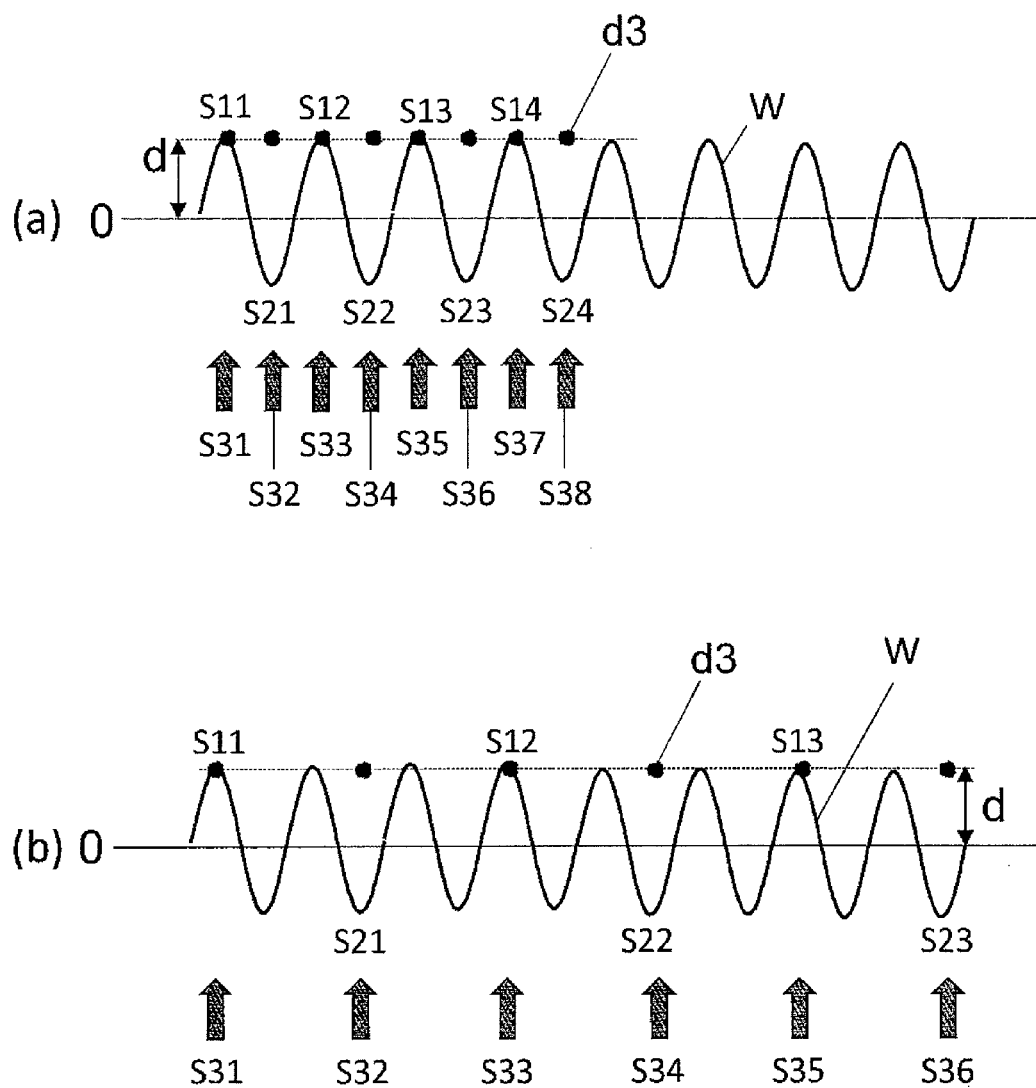 d3
S11 S12 S13 S14 W
d
(a) 0
S21 S22 S23 S24
S31 S33 S35 S37
S32 S34 S36 S38
d3 W
S11 S12 S13
d
(b) 0
S21 S22 S23
S31 S32 S33 S34 S35 S36